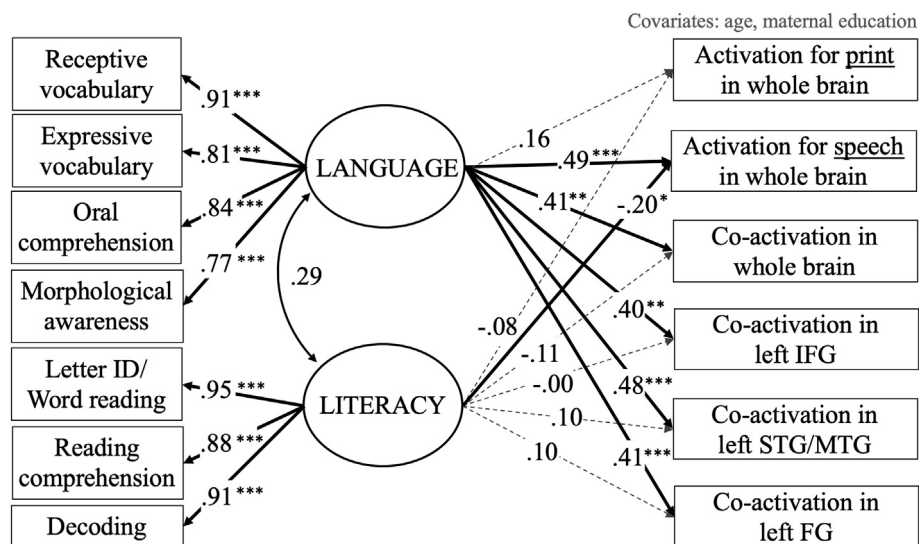 Covariates: age, maternal education
Receptive
vocabulary
Expressive
vocabulary
Oral
comprehension
Morphological
awareness
Letter ID/
Word reading
Reading
comprehension
Decoding
.91***
.81***
.84***
.77***
.95***
.88***
.91***
LANGUAGE
.29
LITERACY
.16
.49***
.41**
-.20*
.40**
-.08
-.11
-.00
.48***
.10
.41***
.10
Activation for print
in whole brain
Activation for speech
in whole brain
Co-activation in
whole brain
Co-activation in
left IFG
Co-activation in
left STG/MTG
Co-activation in
left FG